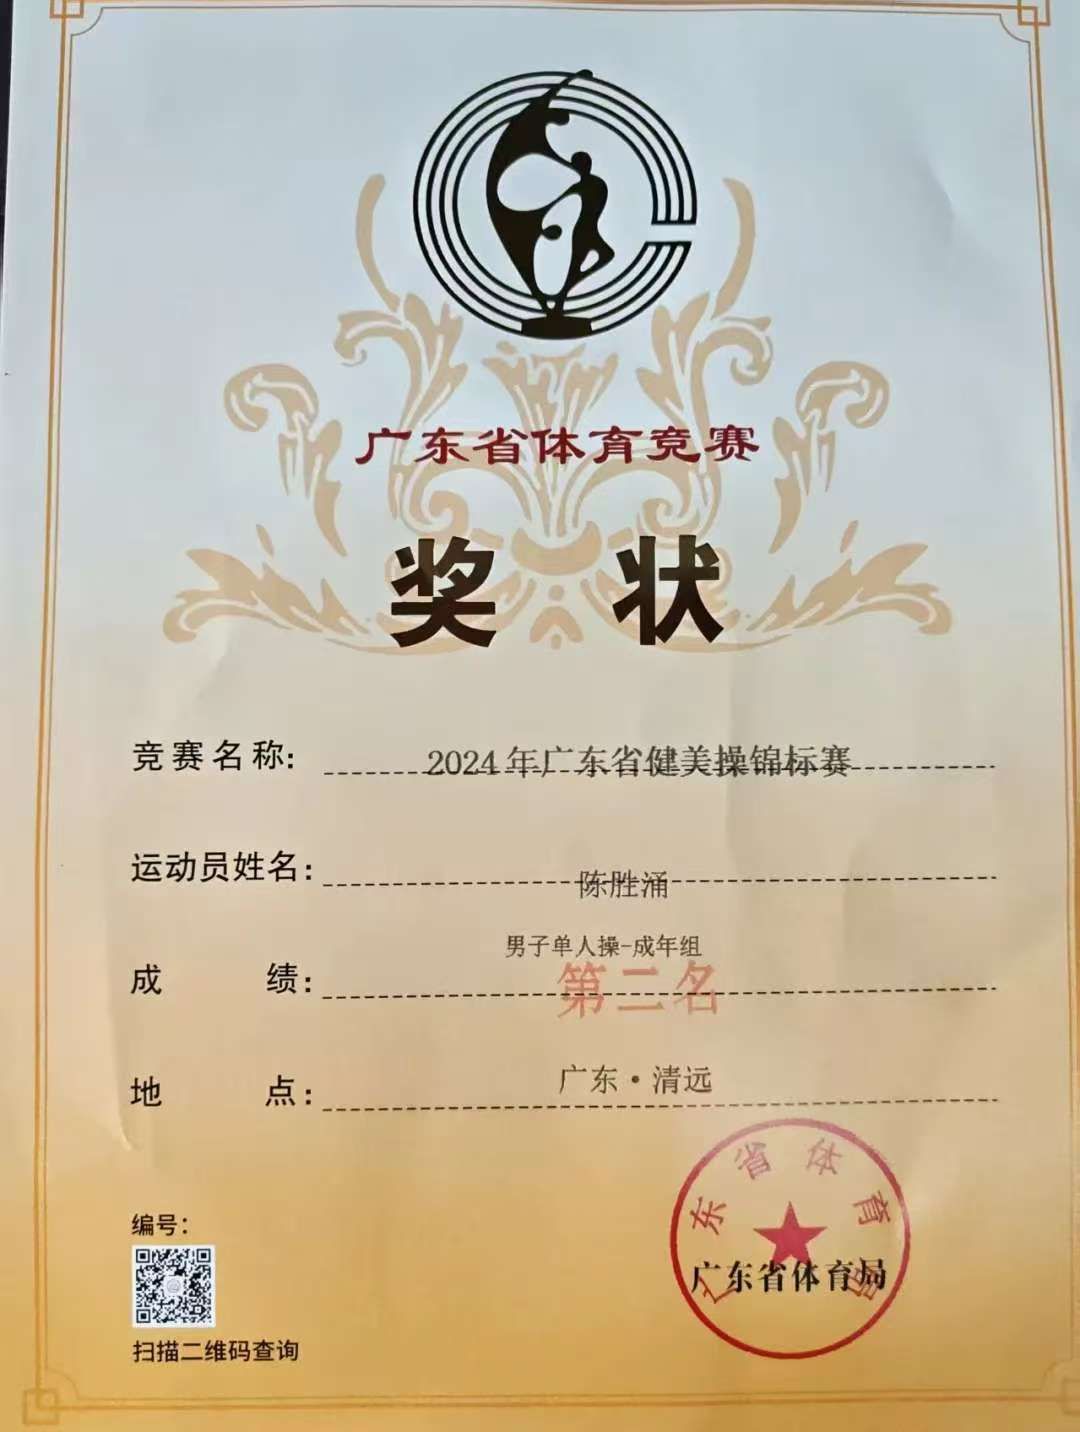 广东省体育竞赛
奖状
竞赛名称: 2024年广东省健美操锦标赛
运动员姓名: 陈胜涌
男子单人操-成年组
成绩: 第二名
地点: 广东·清远
广东省体育局
广东省体育局
编号:
扫描二维码查询